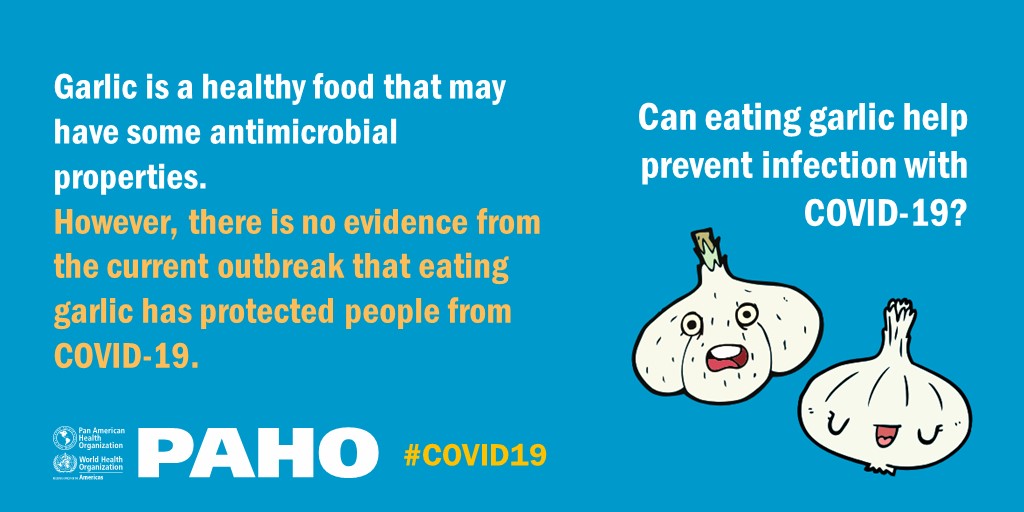 Garlic is a healthy food that may
have some antimicrobial
properties.
However, there is no evidence from
the current outbreak that eating
garlic has protected people from
COVID-19.
Can eating garlic help
prevent infection with
COVID-19?
Pan American
Health
Organization
World Health
Organization
Americas
PAHO
#COVID19